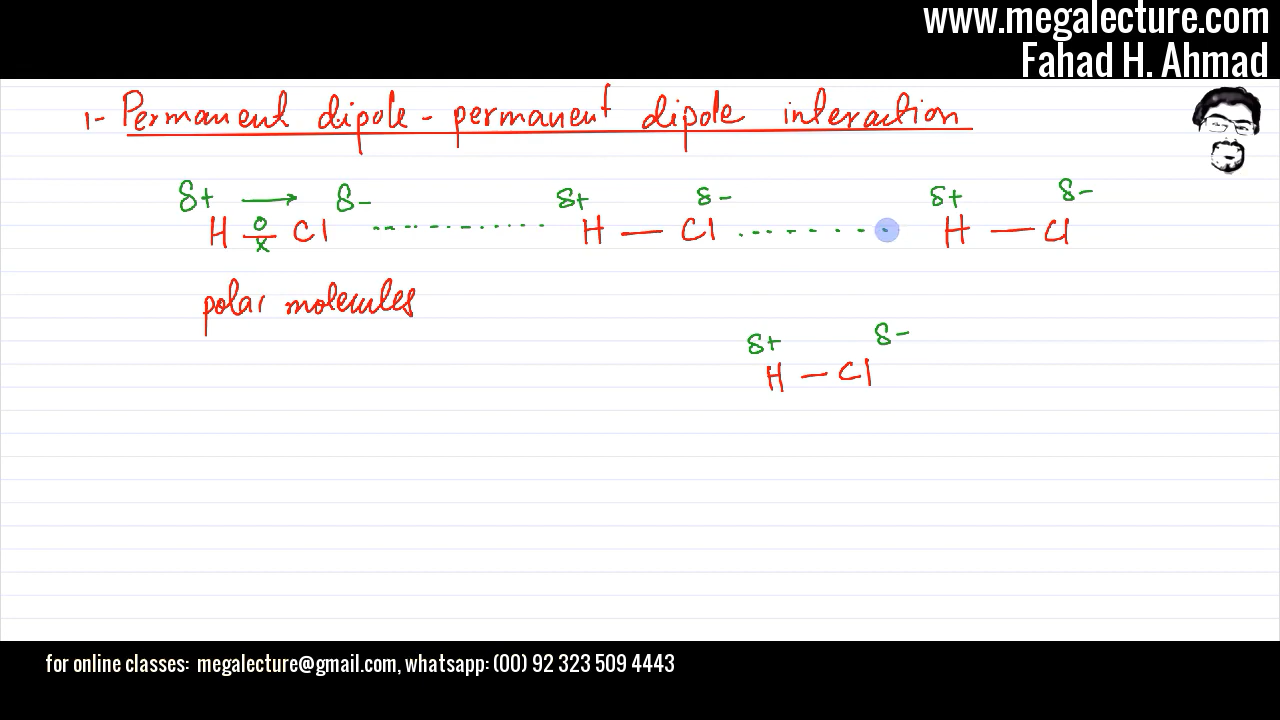 www.megalecture.com
Fahad H. Ahmad
1- Permanent dipole - permanent dipole interaction
δ+ → δ- δ+ δ- δ+ δ-
H o/x Cl ............ H — Cl ....... H — Cl
polar molecules
δ+ δ-
H — Cl
for online classes: megalecture@gmail.com, whatsapp: (00) 92 323 509 4443